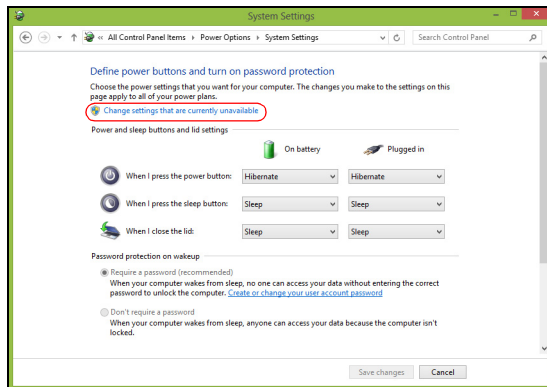 System Settings
« All Control Panel Items ▸ Power Options ▸ System Settings
Search Control Panel
Define power buttons and turn on password protection
Choose the power settings that you want for your computer. The changes you make to the settings on this
page apply to all of your power plans.
Change settings that are currently unavailable
Power and sleep buttons and lid settings
On battery Plugged in
When I press the power button: Hibernate Hibernate
When I press the sleep button: Sleep Sleep
When I close the lid: Sleep Sleep
Password protection on wakeup
Require a password (recommended)
When your computer wakes from sleep, no one can access your data without entering the correct
password to unlock the computer. Create or change your user account password
Don't require a password
When your computer wakes from sleep, anyone can access your data because the computer isn't
locked.
Save changes Cancel